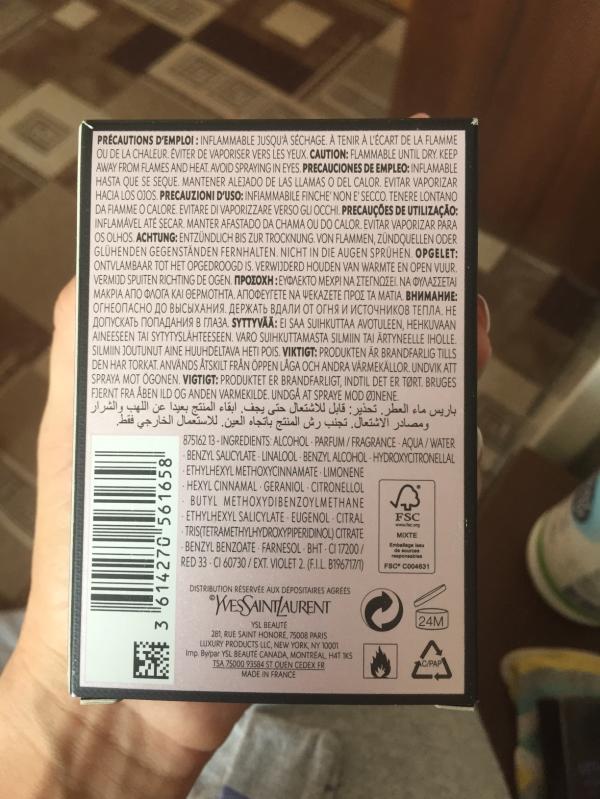 PRÉCAUTIONS D'EMPLOI : INFLAMMABLE JUSQU'À SÉCHAGE. À TENIR À L'ÉCART DE LA FLAMME
OU DE LA CHALEUR. ÉVITER DE VAPORISER VERS LES YEUX. CAUTION: FLAMMABLE UNTIL DRY. KEEP
AWAY FROM FLAMES AND HEAT. AVOID SPRAYING IN EYES. PRECAUCIONES DE EMPLEO: INFLAMABLE
HASTA QUE SE SEQUE. MANTENER ALEJADO DE LAS LLAMAS O DEL CALOR. EVITAR VAPORIZAR
HACIA LOS OJOS. PRECAUZIONI D'USO: INFIAMMABILE FINCHE' NON E' SECCO. TENERE LONTANO
DA FIAMME O CALORE. EVITARE DI VAPORIZZARE VERSO GLI OCCHI. PRECAUÇÕES DE UTILIZAÇÃO:
INFLAMÁVEL ATÉ SECAR. MANTER AFASTADO DA CHAMA OU DO CALOR. EVITAR VAPORIZAR PARA
OS OLHOS. ACHTUNG: ENTZÜNDLICH BIS ZUR TROCKNUNG. VON FLAMMEN, ZÜNDQUELLEN ODER
GLÜHENDEN GEGENSTÄNDEN FERNHALTEN. NICHT IN DIE AUGEN SPRÜHEN. OPGELET:
ONTVLAMBAAR TOT HET OPGEDROOGD IS. VERWIJDERD HOUDEN VAN WARMTE EN OPEN VUUR.
VERMIJD SPUITEN RICHTING DE OGEN. ΠΡΟΣΟΧΗ : ΕΥΦΛΕΚΤΟ ΜΕΧΡΙ ΝΑ ΣΤΕΓΝΩΣΕΙ. ΝΑ ΦΥΛΑΣΣΕΤΑΙ
ΜΑΚΡΙΑ ΑΠΟ ΦΛΟΓΑ ΚΑΙ ΘΕΡΜΟΤΗΤΑ. ΑΠΟΦΕΥΓΕΤΕ ΝΑ ΨΕΚΑΖΕΤΕ ΠΡΟΣ ΤΑ ΜΑΤΙΑ. ВНИМАНИЕ:
ОГНЕОПАСНО ДО ВЫСЫХАНИЯ. ДЕРЖАТЬ ВДАЛИ ОТ ОГНЯ И ИСТОЧНИКОВ ТЕПЛА. НЕ
ДОПУСКАТЬ ПОПАДАНИЯ В ГЛАЗА. SYTTYVÄÄ: EI SAA SUIHKUTTAA AVOTULEEN, HEHKUVAAN
AINEESEEN TAI SYTYTYSLÄHTEESEEN. VARO SUIHKUTTAMASTA SILMIIN TAI ÄRTYNEELLE IHOLLE.
SILMIIN JOUTUNUT AINE HUUHDELTAVA HETI POIS. VIKTIGT: PRODUKTEN ÄR BRANDFARLIG TILLS
DEN HAR TORKAT. ANVÄNDS ÅTSKILT FRÅN ÖPPEN LÅGA OCH ANDRA VÄRMEKÄLLOR. UNDVIK ATT
SPRAYA MOT ÖGONEN. VIGTIGT: PRODUKTET ER BRANDFARLIGT, INDTIL DET ER TØRT. BRUGES
FJERNT FRA ÅBEN ILD OG ANDEN VARMEKILDE. UNDGÅ AT SPRAYE MOD ØJNENE.
باريس ماء العطر. تحذير: قابل للاشتعال حتى يجف. ابقاء المنتج بعيدا عن اللهب والشرار
ومصادر الاشتعال. تجنب رش المنتج باتجاه العين. للاستعمال الخارجي فقط.
875162 13 - INGREDIENTS: ALCOHOL · PARFUM / FRAGRANCE · AQUA / WATER
· BENZYL SALICYLATE · LINALOOL · BENZYL ALCOHOL · HYDROXYCITRONELLAL
· ETHYLHEXYL METHOXYCINNAMATE · LIMONENE
· HEXYL CINNAMAL · GERANIOL · CITRONELLOL
· BUTYL METHOXYDIBENZOYLMETHANE
· ETHYLHEXYL SALICYLATE · EUGENOL · CITRAL
· TRIS(TETRAMETHYLHYDROXYPIPERIDINOL) CITRATE
· BENZYL BENZOATE · FARNESOL · BHT · CI 17200 /
RED 33 · CI 60730 / EXT. VIOLET 2. (F.I.L. B196717/1)
3 614270 561658
FSC
www.fsc.org
MIXTE
Emballage issu
de sources
responsables
FSC® C004631
DISTRIBUTION RÉSERVÉE AUX DÉPOSITAIRES AGRÉÉS
©YVESSAINTLAURENT
YSL BEAUTÉ
281, RUE SAINT HONORÉ, 75008 PARIS
LUXURY PRODUCTS LLC, NEW YORK, NY 10001
Imp. By/par YSL BEAUTÉ CANADA, MONTRÉAL, H4T 1K5
TSA 75000 93584 ST OUEN CEDEX FR
MADE IN FRANCE
24M
C/PAP